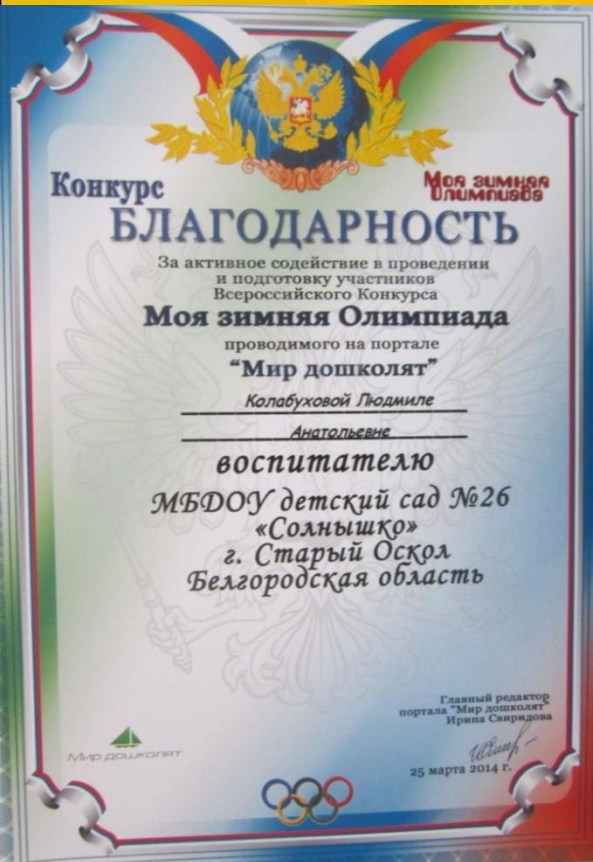 Конкурс
Моя зимняя
Олимпиада
БЛАГОДАРНОСТЬ
За активное содействие в проведении
и подготовку участников
Всероссийского Конкурса
Моя зимняя Олимпиада
проводимого на портале
"Мир дошколят"
Колабуховой Людмиле
Анатольевне
воспитателю
МБДОУ детский сад №26
«Солнышко»
г. Старый Оскол
Белгородская область
Главный редактор
портала "Мир дошколят"
Ирина Свиридова
25 марта 2014 г.
Мир дошколят